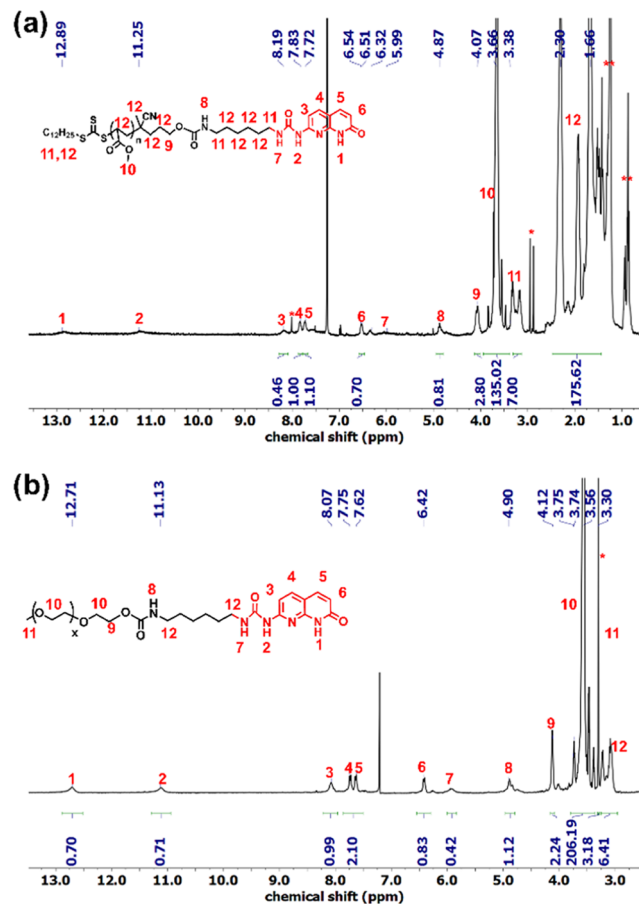 (a)
12.89
11.25
8.19
7.83
7.72
6.54
6.51
6.32
5.99
4.87
4.07
3.66
3.38
2.30
1.66
C12H25
S
S
S
12
12
CNC
12
12
12
9
n
O
O
10
11,12
O
O
8
H
N
11
12
12
12
12
11
H
N
7
O
N
H
2
3
4
5
6
N
N
H
O
1
1
2
3
*
4
5
6
7
8
9
10
11
*
12
**
**
0.46
1.00
1.10
0.70
0.81
2.80
135.02
7.00
175.62
13.0 12.0 11.0 10.0 9.0 8.0 7.0 6.0 5.0 4.0 3.0 2.0 1.0
chemical shift (ppm)
(b)
12.71
11.13
8.07
7.75
7.62
6.42
4.90
4.12
3.75
3.74
3.56
3.30
11
O
10
x
O
10
9
O
O
8
H
N
12
12
H
N
7
O
N
H
2
3
4
5
6
N
N
H
O
1
1
2
3
4
5
6
7
8
9
10
*
11
12
0.70
0.71
0.99
2.10
0.83
0.42
1.12
2.24
206.19
3.18
6.41
13.0 12.0 11.0 10.0 9.0 8.0 7.0 6.0 5.0 4.0 3.0
chemical shift (ppm)